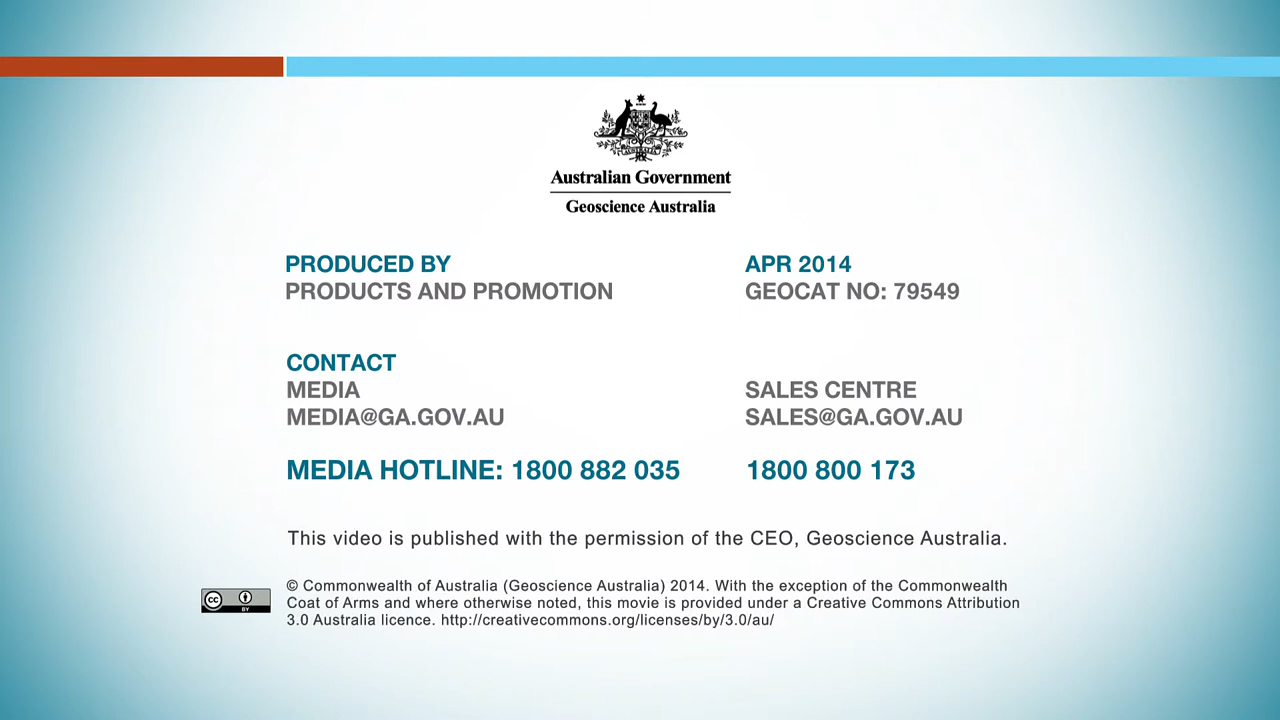 Australian Government
Geoscience Australia
PRODUCED BY
PRODUCTS AND PROMOTION
APR 2014
GEOCAT NO: 79549
CONTACT
MEDIA
MEDIA@GA.GOV.AU
SALES CENTRE
SALES@GA.GOV.AU
MEDIA HOTLINE: 1800 882 035
1800 800 173
This video is published with the permission of the CEO, Geoscience Australia.
cc
BY
© Commonwealth of Australia (Geoscience Australia) 2014. With the exception of the Commonwealth
Coat of Arms and where otherwise noted, this movie is provided under a Creative Commons Attribution
3.0 Australia licence. http://creativecommons.org/licenses/by/3.0/au/